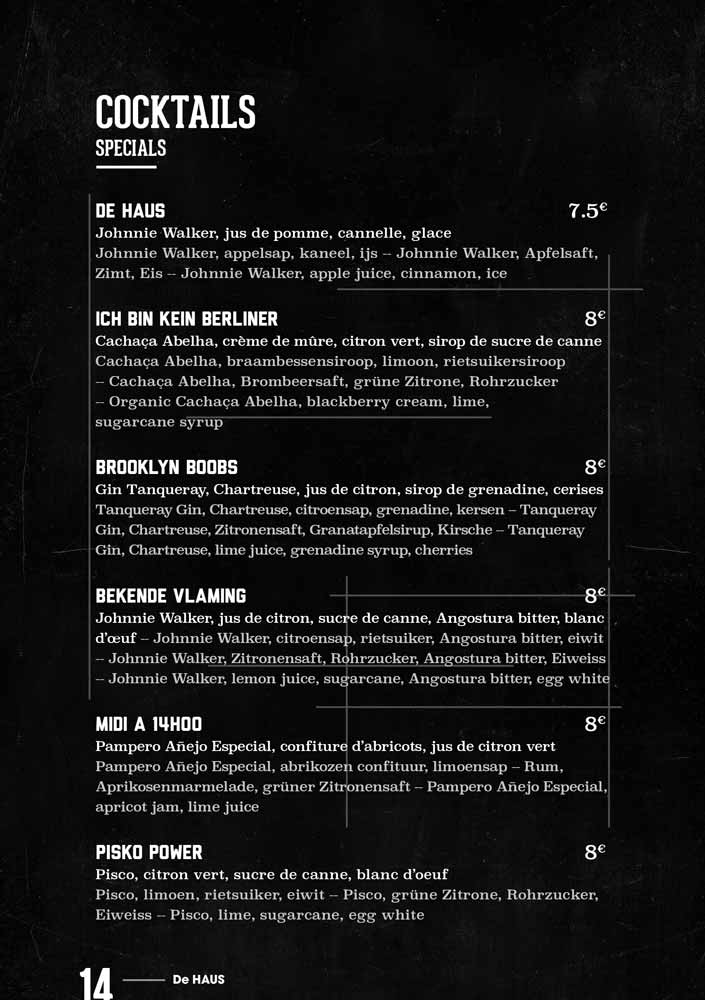 COCKTAILS
SPECIALS
DE HAUS 7.5€
Johnnie Walker, jus de pomme, cannelle, glace
Johnnie Walker, appelsap, kaneel, ijs – Johnnie Walker, Apfelsaft,
Zimt, Eis – Johnnie Walker, apple juice, cinnamon, ice
ICH BIN KEIN BERLINER 8€
Cachaça Abelha, crème de mûre, citron vert, sirop de sucre de canne
Cachaça Abelha, braambessensiroop, limoon, rietsuikersiroop
– Cachaça Abelha, Brombeersaft, grüne Zitrone, Rohrzucker
– Organic Cachaça Abelha, blackberry cream, lime,
sugarcane syrup
BROOKLYN BOOBS 8€
Gin Tanqueray, Chartreuse, jus de citron, sirop de grenadine, cerises
Tanqueray Gin, Chartreuse, citroensap, grenadine, kersen – Tanqueray
Gin, Chartreuse, Zitronensaft, Granatapfelsirup, Kirsche – Tanqueray
Gin, Chartreuse, lime juice, grenadine syrup, cherries
BEKENDE VLAMING 8€
Johnnie Walker, jus de citron, sucre de canne, Angostura bitter, blanc
d'œuf – Johnnie Walker, citroensap, rietsuiker, Angostura bitter, eiwit
– Johnnie Walker, Zitronensaft, Rohrzucker, Angostura bitter, Eiweiss
– Johnnie Walker, lemon juice, sugarcane, Angostura bitter, egg white
MIDI A 14H00 8€
Pampero Añejo Especial, confiture d'abricots, jus de citron vert
Pampero Añejo Especial, abrikozen confituur, limoensap – Rum,
Aprikosenmarmelade, grüner Zitronensaft – Pampero Añejo Especial,
apricot jam, lime juice
PISKO POWER 8€
Pisco, citron vert, sucre de canne, blanc d'oeuf
Pisco, limoen, rietsuiker, eiwit – Pisco, grüne Zitrone, Rohrzucker,
Eiweiss – Pisco, lime, sugarcane, egg white
14 De HAUS